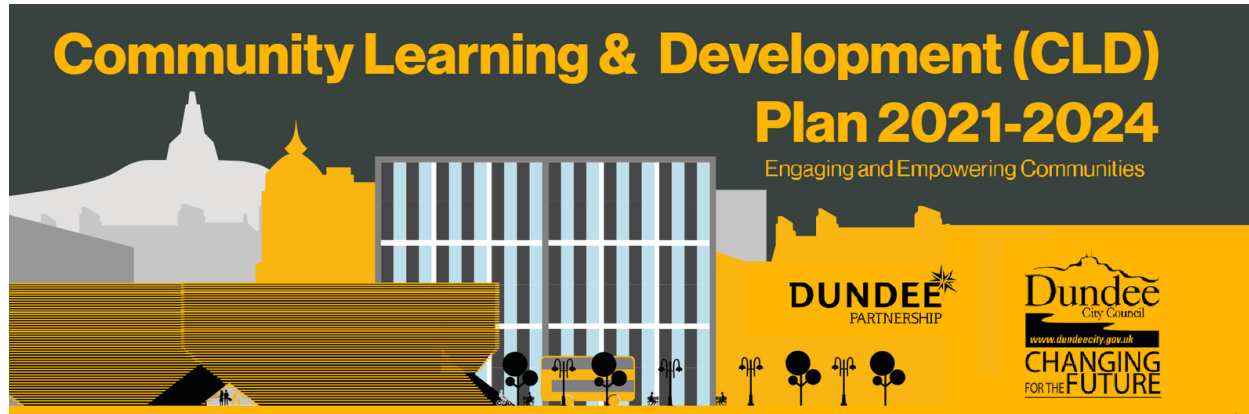 Community Learning & Development (CLD)
Plan 2021-2024
Engaging and Empowering Communities
DUNDEE
PARTNERSHIP
Dundee
City Council
www.dundeecity.gov.uk
CHANGING
FOR THE FUTURE